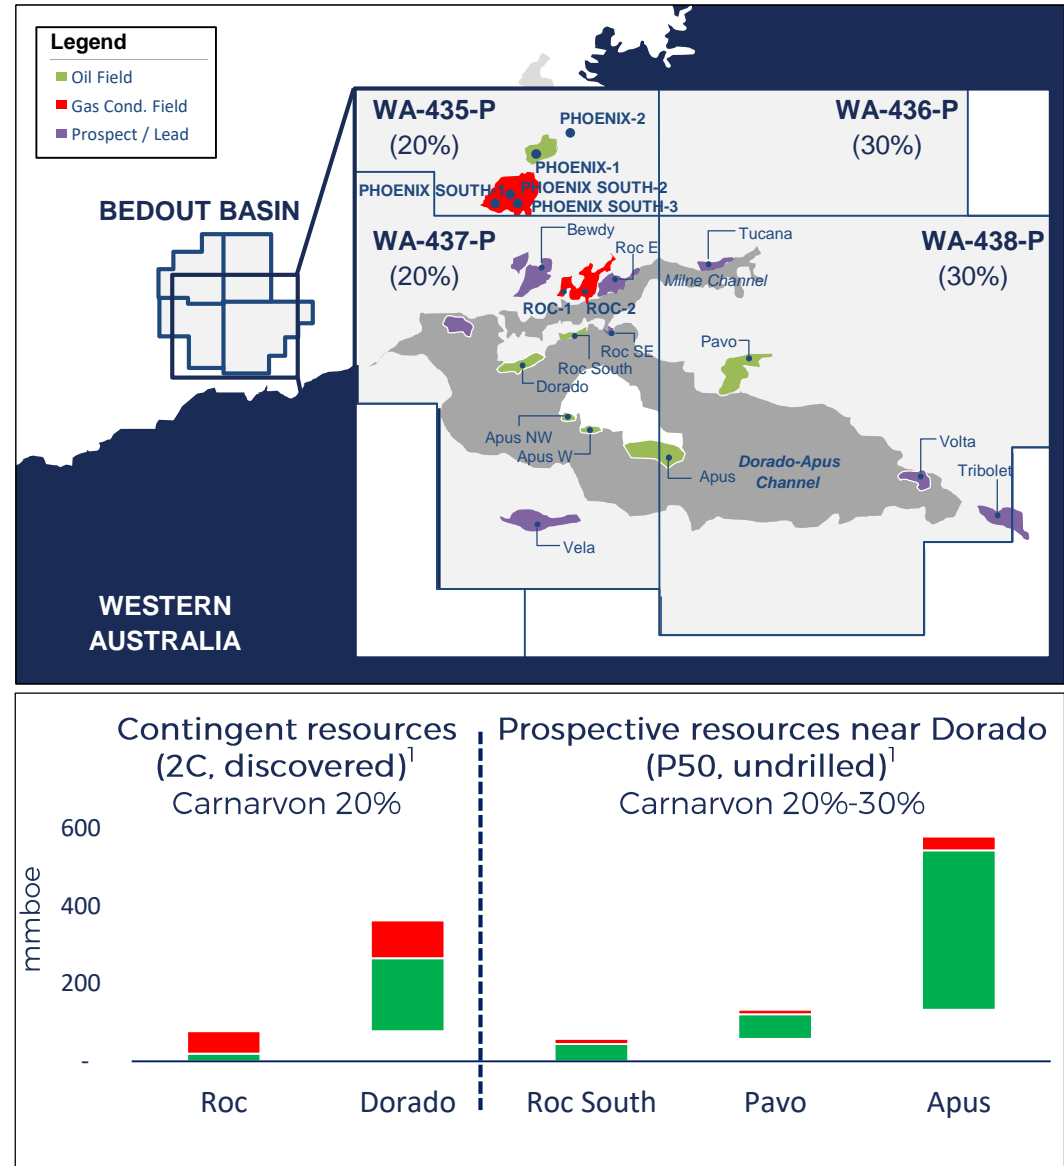 Legend
Oil Field
Gas Cond. Field
Prospect / Lead
WA-435-P
(20%)
WA-436-P
(30%)
PHOENIX-2
PHOENIX-1
PHOENIX SOUTH-1
PHOENIX SOUTH-2
PHOENIX SOUTH-3
BEDOUT BASIN
WA-437-P
(20%)
WA-438-P
(30%)
Bewdy
Roc E
Tucana
Milne Channel
ROC-1
ROC-2
Roc SE
Roc South
Dorado
Pavo
Apus NW
Apus W
Apus
Dorado-Apus
Channel
Volta
Tribolet
Vela
WESTERN
AUSTRALIA
Contingent resources
(2C, discovered)1
Carnarvon 20%
Prospective resources near Dorado
(P50, undrilled)1
Carnarvon 20%-30%
mmboe
600
400
200
-
Roc
Dorado
Roc South
Pavo
Apus